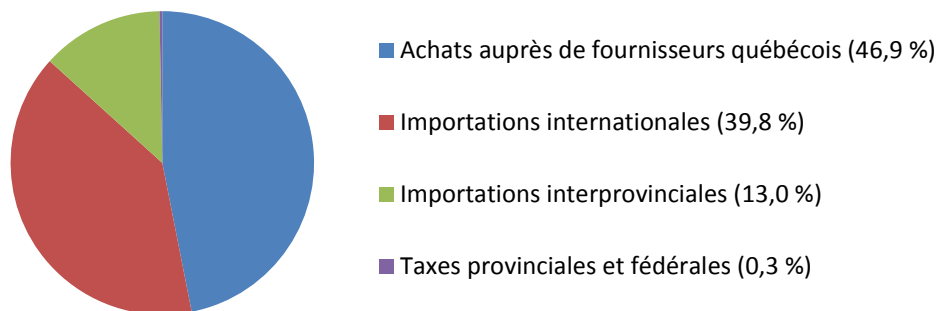 Achats auprès de fournisseurs québécois (46,9 %)
Importations internationales (39,8 %)
Importations interprovinciales (13,0 %)
Taxes provinciales et fédérales (0,3 %)